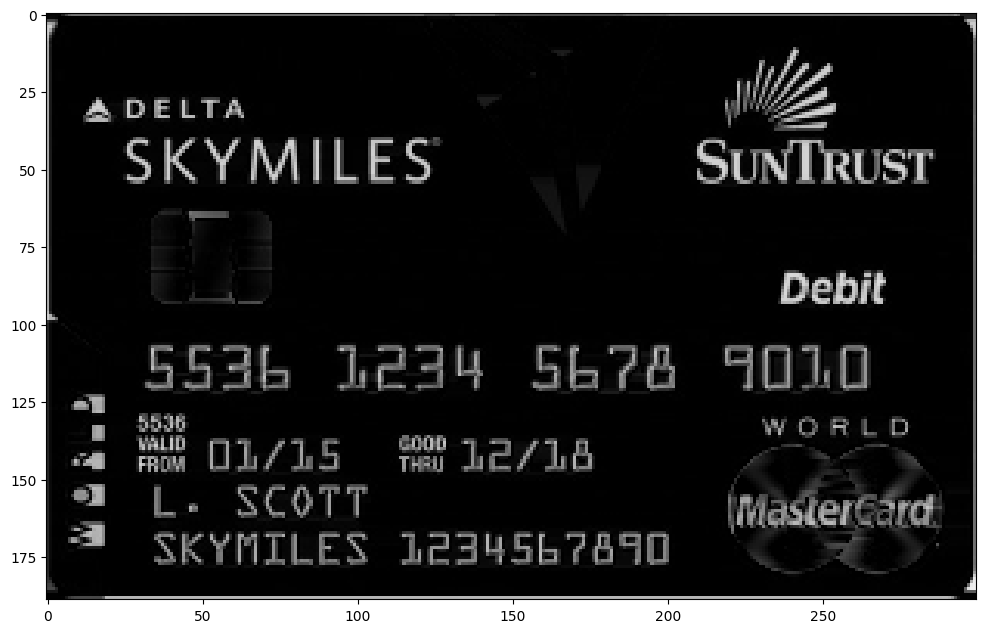 0
25
50
75
100
125
150
175
DELTA
SKYMILES®
SUNTRUST
Debit
5536 1234 5678 9010
5536
VALID FROM 01/15 GOOD THRU 12/18
L. SCOTT
SKYMILES 1234567890
WORLD
MasterCard
0 50 100 150 200 250